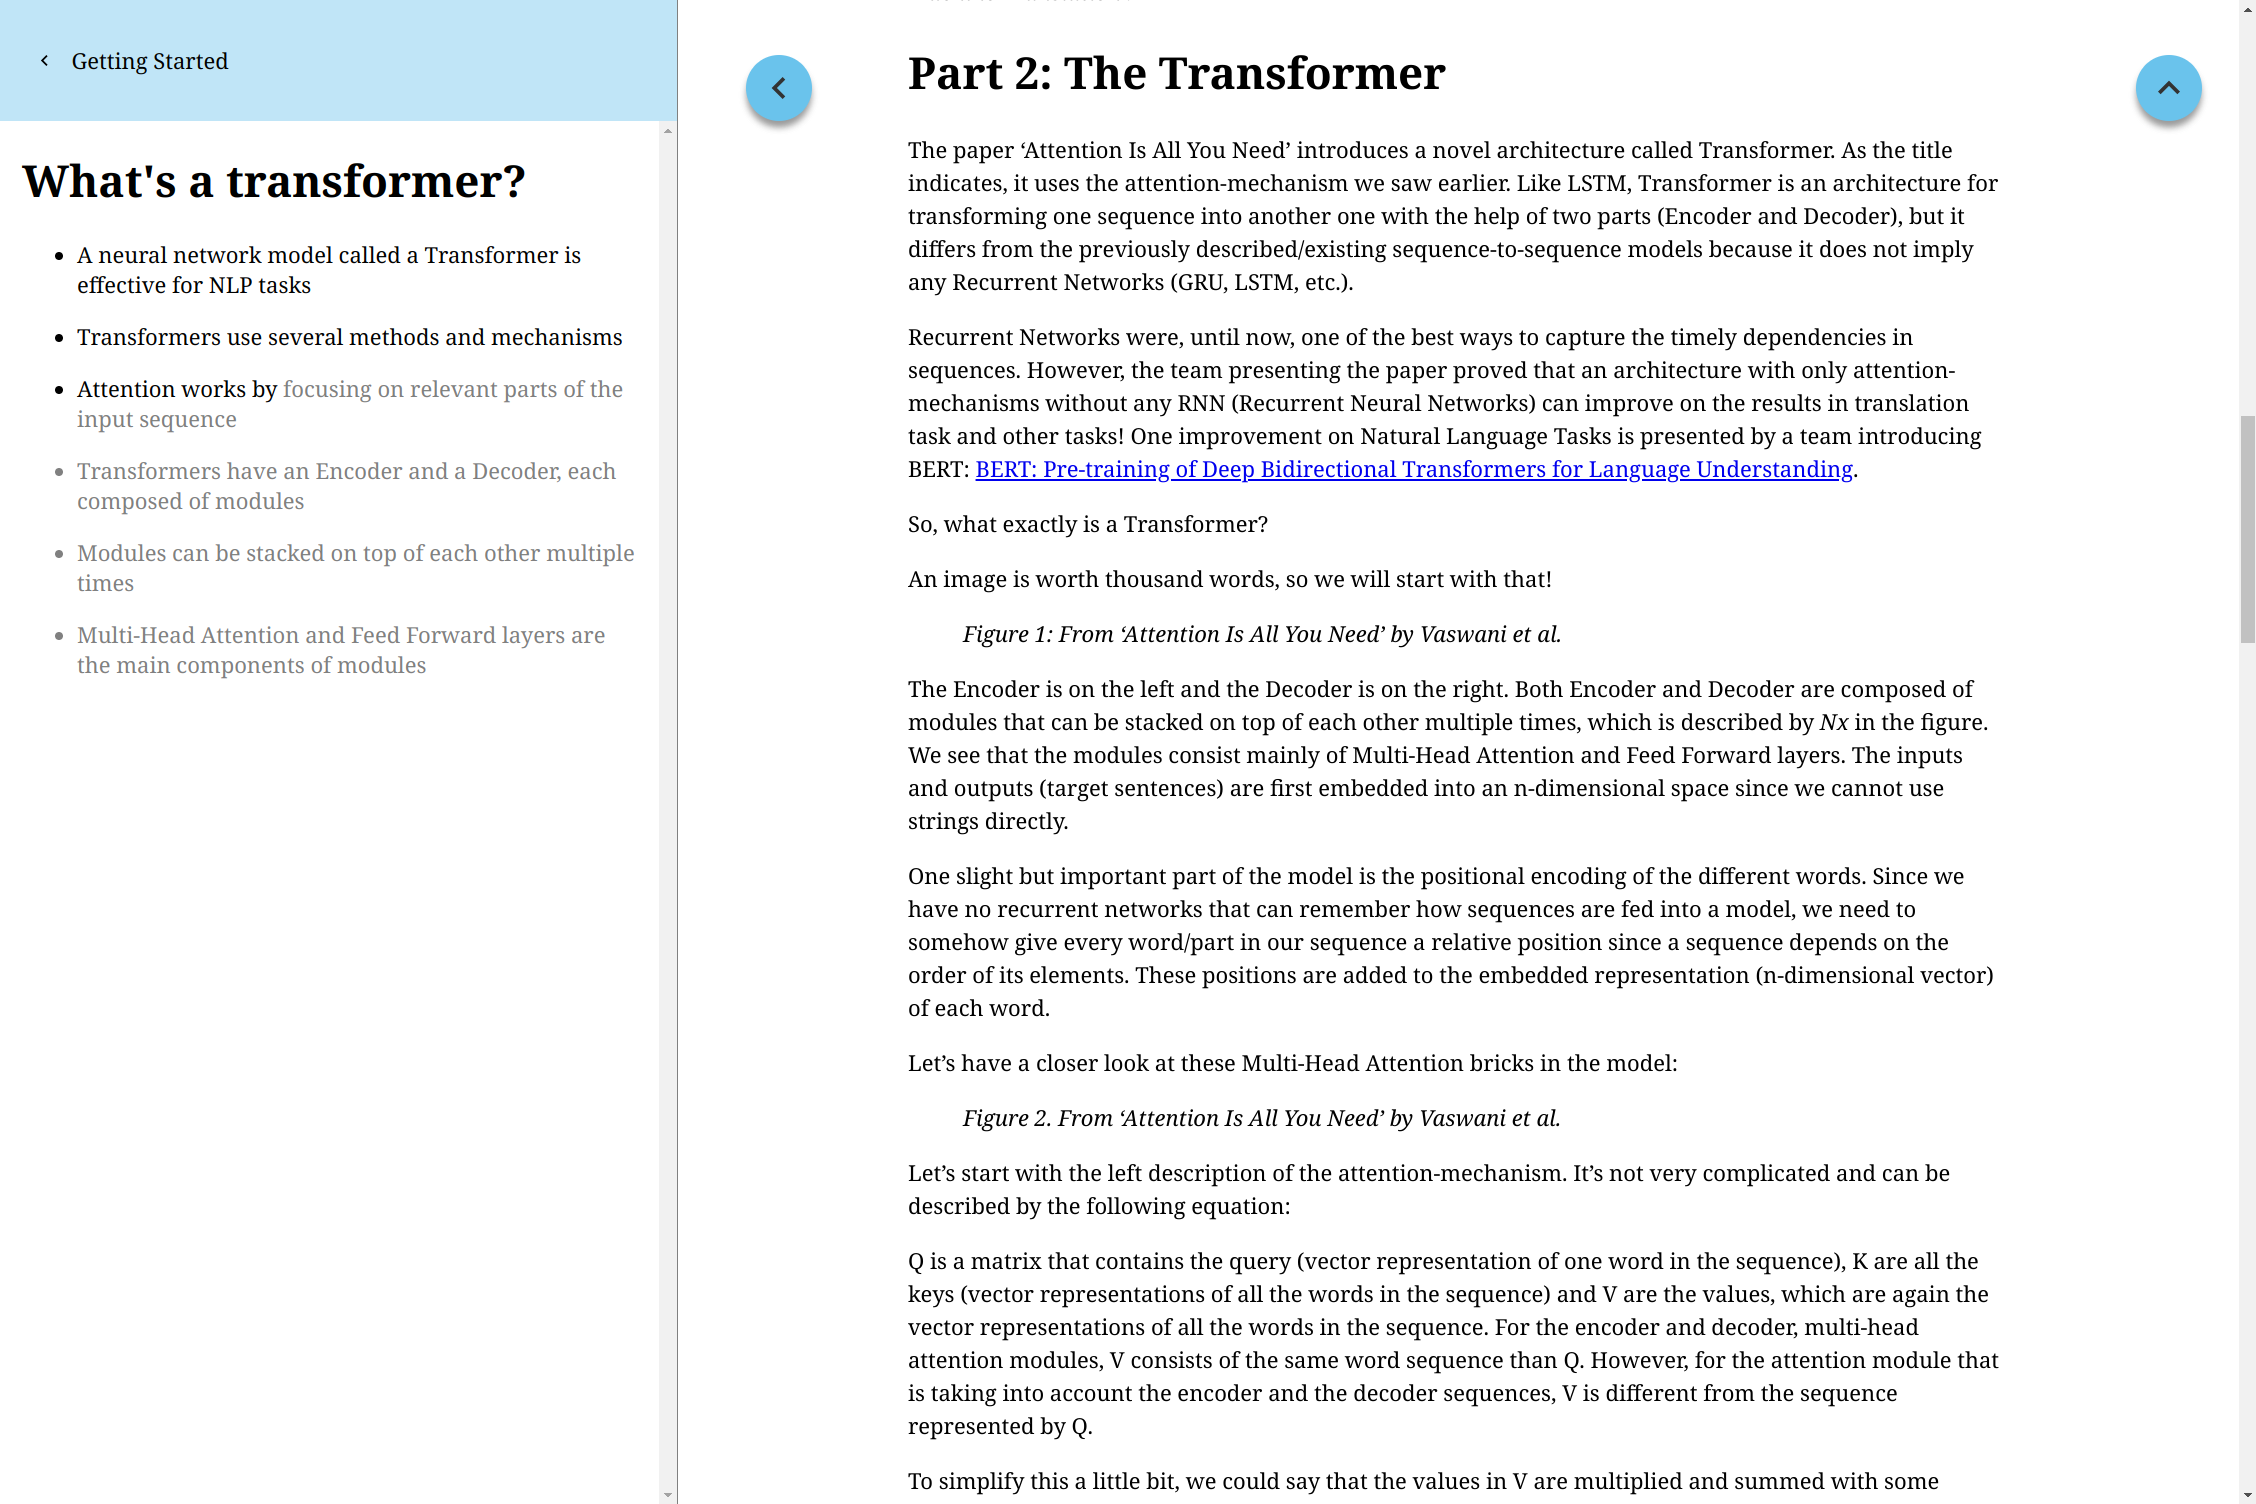 Getting Started
What's a transformer?
A neural network model called a Transformer is
effective for NLP tasks
Transformers use several methods and mechanisms
Attention works by focusing on relevant parts of the
input sequence
Transformers have an Encoder and a Decoder, each
composed of modules
Modules can be stacked on top of each other multiple
times
Multi-Head Attention and Feed Forward layers are
the main components of modules
Part 2: The Transformer
The paper ‘Attention Is All You Need’ introduces a novel architecture called Transformer. As the title
indicates, it uses the attention-mechanism we saw earlier. Like LSTM, Transformer is an architecture for
transforming one sequence into another one with the help of two parts (Encoder and Decoder), but it
differs from the previously described/existing sequence-to-sequence models because it does not imply
any Recurrent Networks (GRU, LSTM, etc.).
Recurrent Networks were, until now, one of the best ways to capture the timely dependencies in
sequences. However, the team presenting the paper proved that an architecture with only attention-
mechanisms without any RNN (Recurrent Neural Networks) can improve on the results in translation
task and other tasks! One improvement on Natural Language Tasks is presented by a team introducing
BERT: BERT: Pre-training of Deep Bidirectional Transformers for Language Understanding.
So, what exactly is a Transformer?
An image is worth thousand words, so we will start with that!
Figure 1: From ‘Attention Is All You Need’ by Vaswani et al.
The Encoder is on the left and the Decoder is on the right. Both Encoder and Decoder are composed of
modules that can be stacked on top of each other multiple times, which is described by Nx in the figure.
We see that the modules consist mainly of Multi-Head Attention and Feed Forward layers. The inputs
and outputs (target sentences) are first embedded into an n-dimensional space since we cannot use
strings directly.
One slight but important part of the model is the positional encoding of the different words. Since we
have no recurrent networks that can remember how sequences are fed into a model, we need to
somehow give every word/part in our sequence a relative position since a sequence depends on the
order of its elements. These positions are added to the embedded representation (n-dimensional vector)
of each word.
Let’s have a closer look at these Multi-Head Attention bricks in the model:
Figure 2. From ‘Attention Is All You Need’ by Vaswani et al.
Let’s start with the left description of the attention-mechanism. It’s not very complicated and can be
described by the following equation:
Q is a matrix that contains the query (vector representation of one word in the sequence), K are all the
keys (vector representations of all the words in the sequence) and V are the values, which are again the
vector representations of all the words in the sequence. For the encoder and decoder, multi-head
attention modules, V consists of the same word sequence than Q. However, for the attention module that
is taking into account the encoder and the decoder sequences, V is different from the sequence
represented by Q.
To simplify this a little bit, we could say that the values in V are multiplied and summed with some